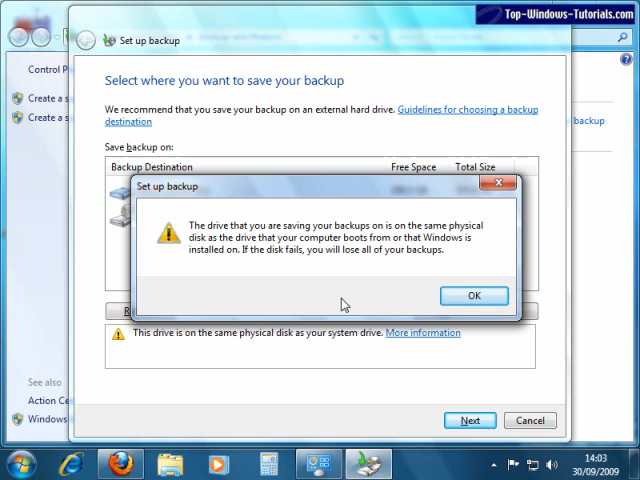 Top-Windows-Tutorials.com
Set up backup
Control P
Create a s
Create a s
backup
Select where you want to save your backup
We recommend that you save your backup on an external hard drive. Guidelines for choosing a backup
destination
Save backup on:
Backup Destination Free Space Total Size
Set up backup
The drive that you are saving your backups on is on the same physical
disk as the drive that your computer boots from or that Windows is
installed on. If the disk fails, you will lose all of your backups.
OK
This drive is on the same physical disk as your system drive. More information
See also
Action Ce
Windows
Next Cancel
14:03
30/09/2009